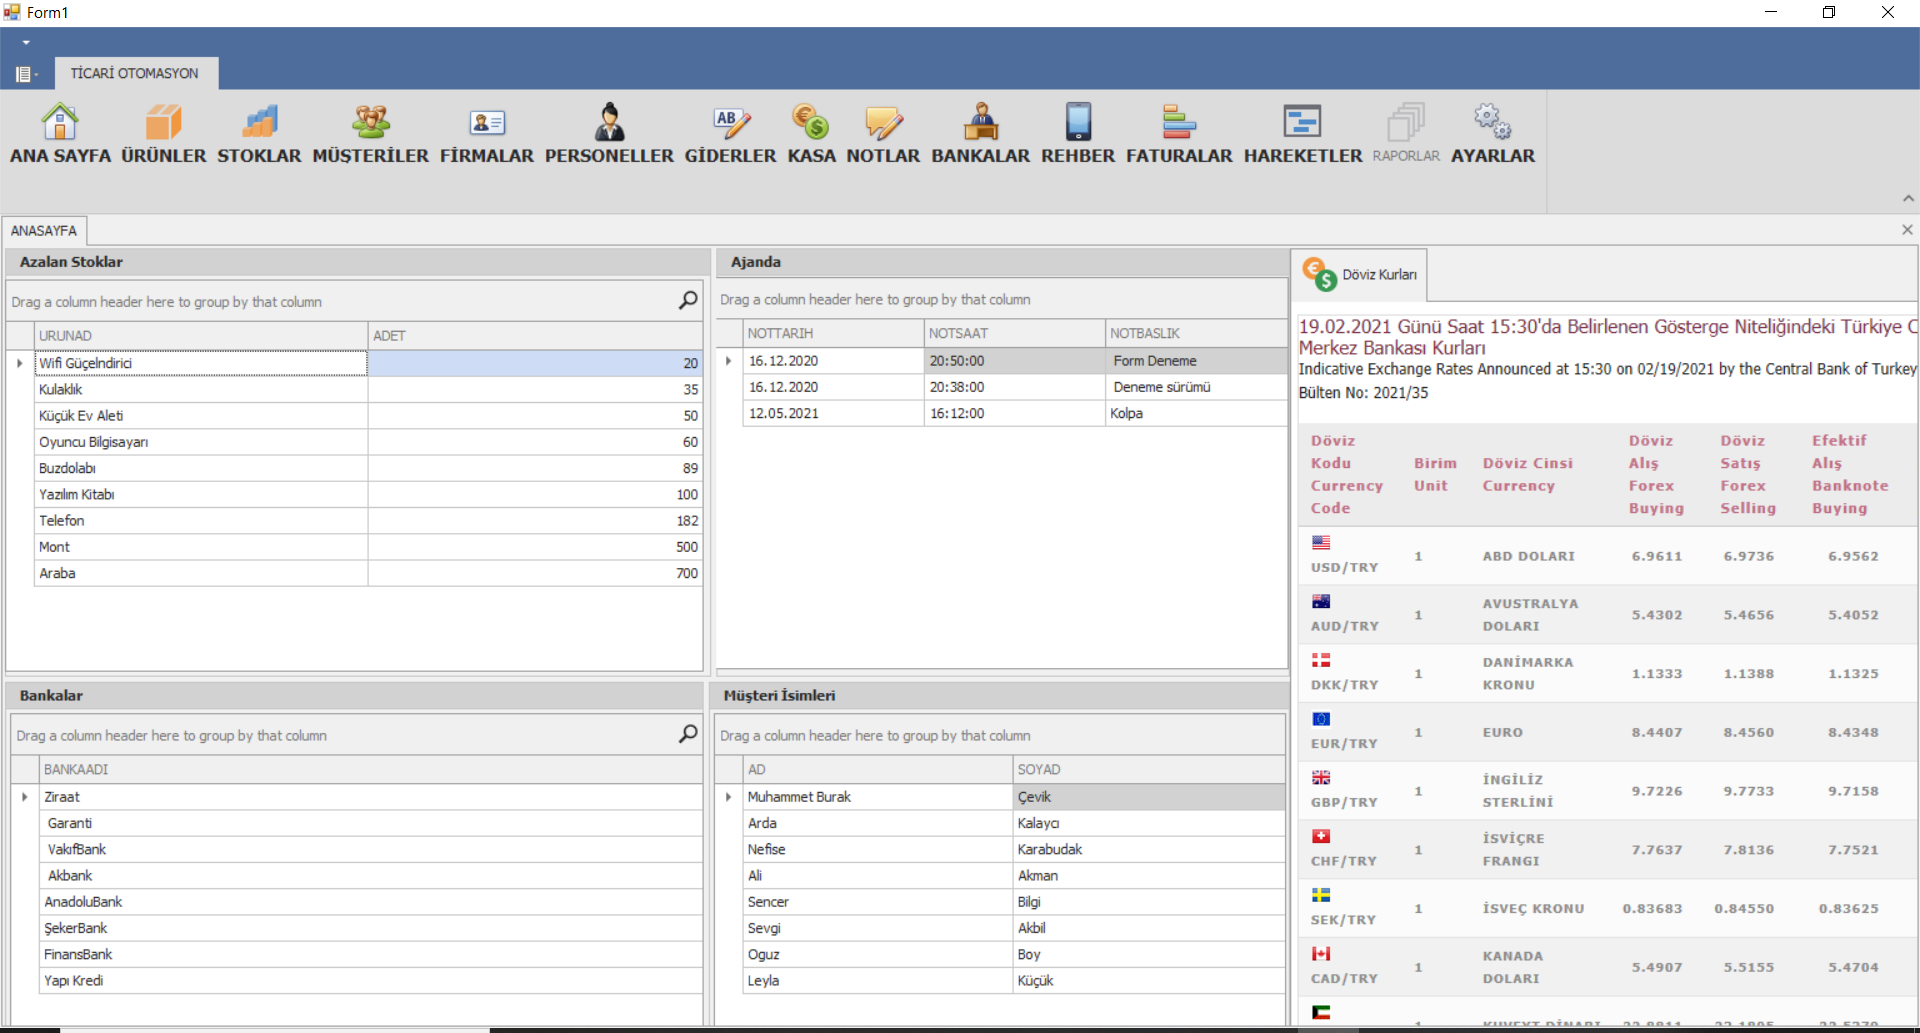 Form1
TİCARİ OTOMASYON
ANA SAYFA ÜRÜNLER STOKLAR MÜŞTERİLER FİRMALAR PERSONELLER GİDERLER KASA NOTLAR BANKALAR REHBER FATURALAR HAREKETLER RAPORLAR AYARLAR
ANASAYFA
Azalan Stoklar
Drag a column header here to group by that column
URUNAD ADET
Wifi Güçelndirici 20
Kulaklık 35
Küçük Ev Aleti 50
Oyuncu Bilgisayarı 60
Buzdolabı 89
Yazılım Kitabı 100
Telefon 182
Mont 500
Araba 700
Ajanda
Drag a column header here to group by that column
NOTTARIH NOTSAAT NOTBASLIK
16.12.2020 20:50:00 Form Deneme
16.12.2020 20:38:00 Deneme sürümü
12.05.2021 16:12:00 Kolpa
Bankalar
Drag a column header here to group by that column
BANKAADI
Ziraat
Garanti
VakıfBank
Akbank
AnadoluBank
ŞekerBank
FinansBank
Yapı Kredi
Müşteri İsimleri
Drag a column header here to group by that column
AD SOYAD
Muhammet Burak Çevik
Arda Kalaycı
Nefise Karabudak
Ali Akman
Sencer Bilgi
Sevgi Akbil
Oguz Boy
Leyla Küçük
Döviz Kurları
19.02.2021 Günü Saat 15:30'da Belirlenen Gösterge Niteliğindeki Türkiye C
Merkez Bankası Kurları
Indicative Exchange Rates Announced at 15:30 on 02/19/2021 by the Central Bank of Turkey
Bülten No: 2021/35
Döviz Döviz Döviz Efektif
Kodu Birim Döviz Cinsi Alış Satış Alış
Currency Unit Currency Forex Forex Banknote
Code Buying Selling Buying
USD/TRY 1 ABD DOLARI 6.9611 6.9736 6.9562
AUD/TRY 1 AVUSTRALYA DOLARI 5.4302 5.4656 5.4052
DKK/TRY 1 DANİMARKA KRONU 1.1333 1.1388 1.1325
EUR/TRY 1 EURO 8.4407 8.4560 8.4348
GBP/TRY 1 İNGİLİZ STERLİNİ 9.7226 9.7733 9.7158
CHF/TRY 1 İSVİÇRE FRANGI 7.7637 7.8136 7.7521
SEK/TRY 1 İSVEÇ KRONU 0.83683 0.84550 0.83625
CAD/TRY 1 KANADA DOLARI 5.4907 5.5155 5.4704
1 KUVEYT DİNARI